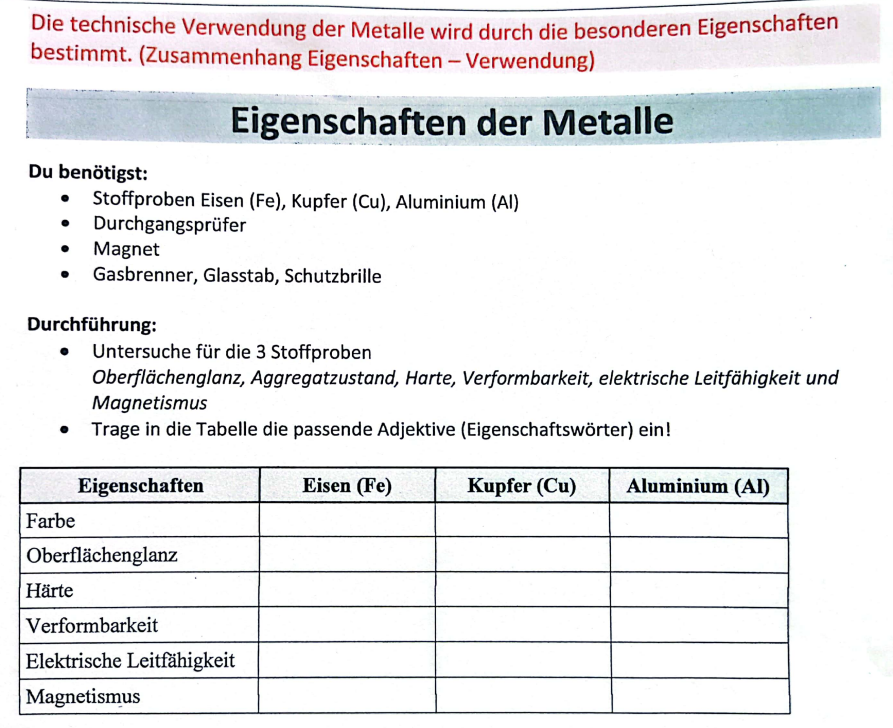 Die technische Verwendung der Metalle wird durch die besonderen Eigenschaften
bestimmt. (Zusammenhang Eigenschaften – Verwendung)
Eigenschaften der Metalle
Du benötigst:
• Stoffproben Eisen (Fe), Kupfer (Cu), Aluminium (Al)
• Durchgangsprüfer
• Magnet
• Gasbrenner, Glasstab, Schutzbrille
Durchführung:
• Untersuche für die 3 Stoffproben
Oberflächenglanz, Aggregatzustand, Harte, Verformbarkeit, elektrische Leitfähigkeit und
Magnetismus
• Trage in die Tabelle die passende Adjektive (Eigenschaftswörter) ein!
Eigenschaften Eisen (Fe) Kupfer (Cu) Aluminium (Al)
Farbe
Oberflächenglanz
Härte
Verformbarkeit
Elektrische Leitfähigkeit
Magnetismus